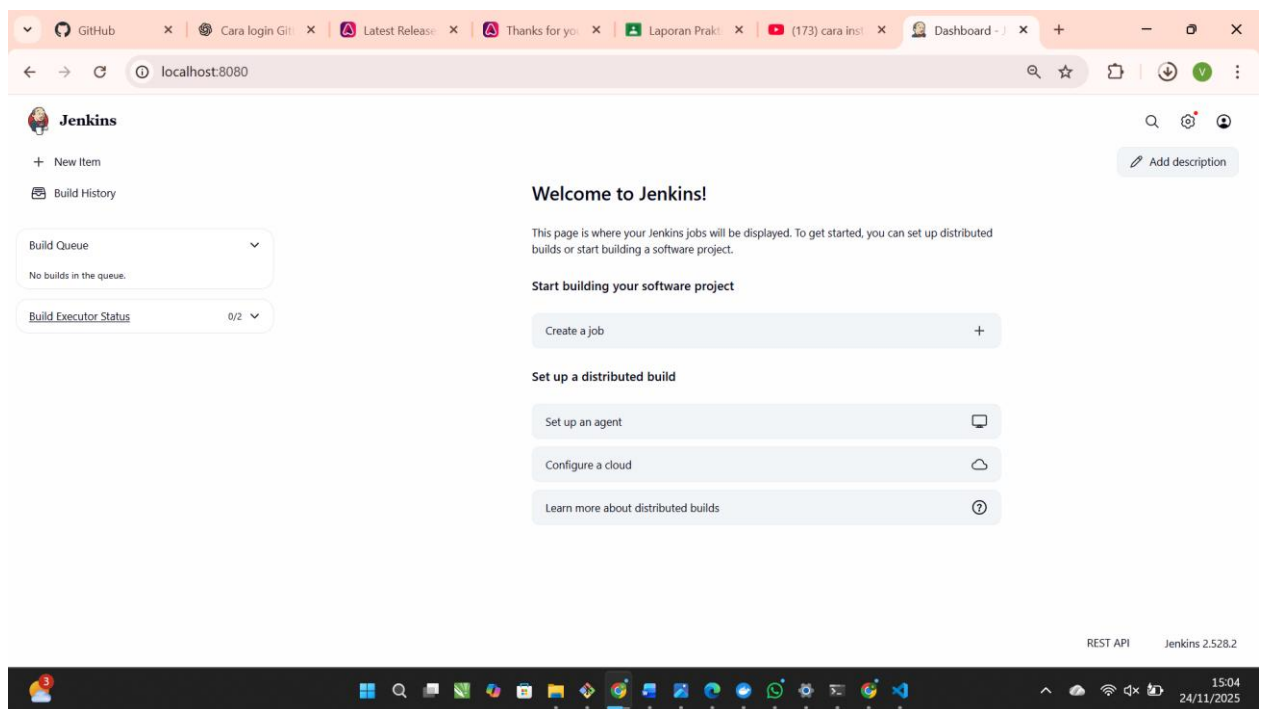 GitHub
Cara login Git
Latest Release
Thanks for you
Laporan Prakt
(173) cara inst
Dashboard - J
localhost:8080
V
Jenkins
New Item
Add description
Build History
Welcome to Jenkins!
This page is where your Jenkins jobs will be displayed. To get started, you can set up distributed
builds or start building a software project.
Build Queue
No builds in the queue.
Start building your software project
Build Executor Status 0/2
Create a job
Set up a distributed build
Set up an agent
Configure a cloud
Learn more about distributed builds
REST API Jenkins 2.528.2
3
15:04
24/11/2025